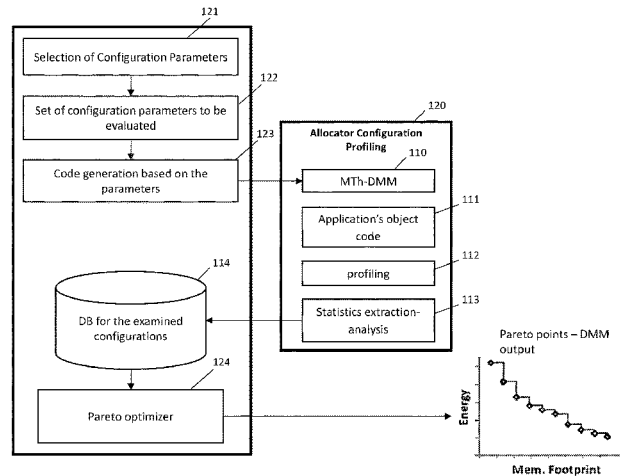 121
Selection of Configuration Parameters
122
Set of configuration parameters to be
evaluated
123
Code generation based on the
parameters
120
Allocator Configuration
Profiling
110
MTh-DMM
111
Application's object
code
112
profiling
113
Statistics extraction-
analysis
114
DB for the examined
configurations
124
Pareto optimizer
Pareto points – DMM
output
Energy
Mem. Footprint